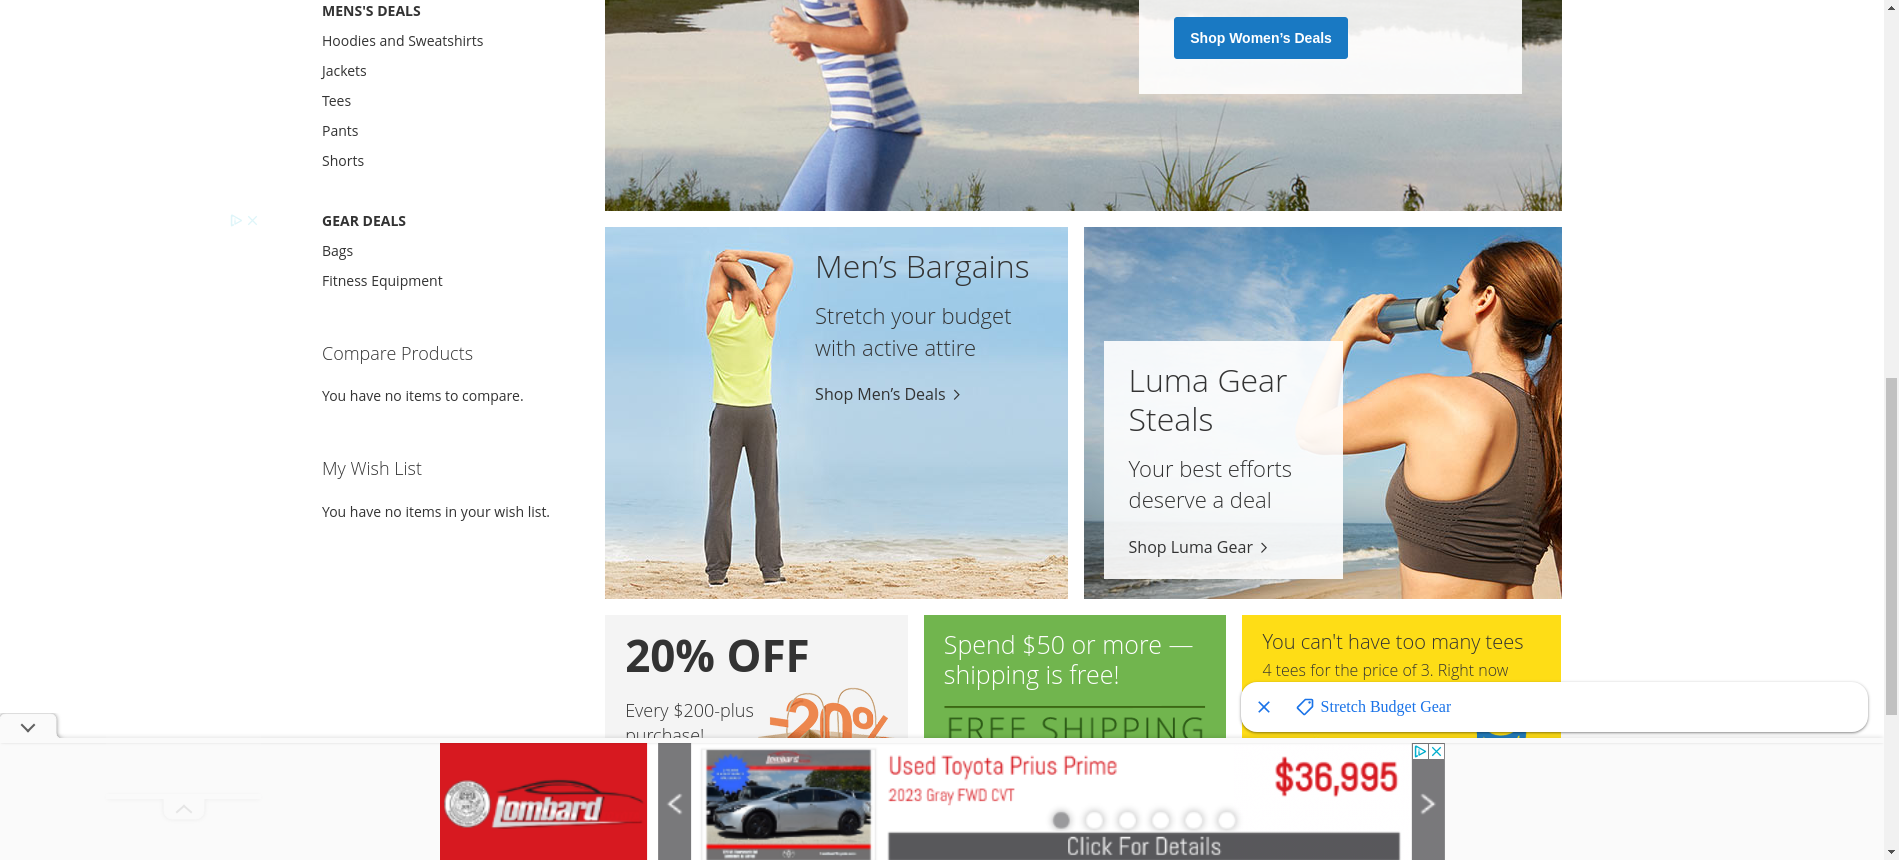 MENS'S DEALS
Hoodies and Sweatshirts
Jackets
Tees
Pants
Shorts
GEAR DEALS
Bags
Fitness Equipment
Compare Products
You have no items to compare.
My Wish List
You have no items in your wish list.
Shop Women’s Deals
Men’s Bargains
Stretch your budget
with active attire
Shop Men’s Deals
Luma Gear
Steals
Your best efforts
deserve a deal
Shop Luma Gear
20% OFF
Every $200-plus
purchase!
-20%
Spend $50 or more —
shipping is free!
FREE SHIPPING
You can't have too many tees
4 tees for the price of 3. Right now
Stretch Budget Gear
lombard
Used Toyota Prius Prime
2023 Gray FWD CVT
$36,995
Click For Details